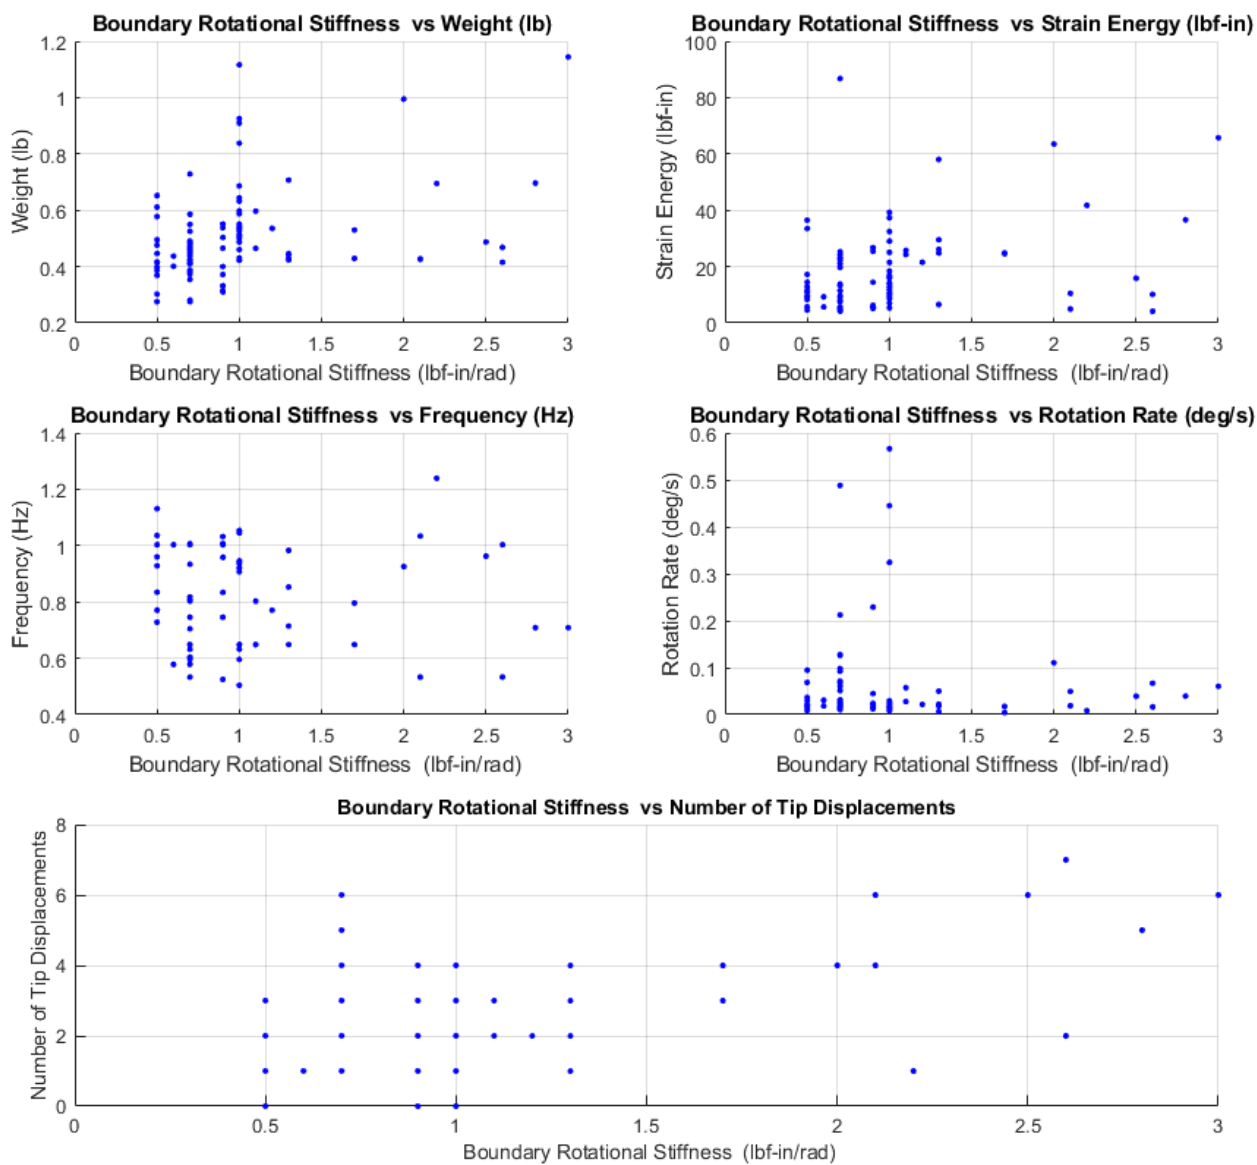 Boundary Rotational Stiffness  vs Weight (lb)
1.2
1
0.8
0.6
0.4
0.2
Weight (lb)
0 0.5 1 1.5 2 2.5 3
Boundary Rotational Stiffness (lbf-in/rad)
Boundary Rotational Stiffness  vs Strain Energy (lbf-in)
100
80
60
40
20
0
Strain Energy (lbf-in)
0 0.5 1 1.5 2 2.5 3
Boundary Rotational Stiffness  (lbf-in/rad)
Boundary Rotational Stiffness  vs Frequency (Hz)
1.4
1.2
1
0.8
0.6
0.4
Frequency (Hz)
0 0.5 1 1.5 2 2.5 3
Boundary Rotational Stiffness  (lbf-in/rad)
Boundary Rotational Stiffness  vs Rotation Rate (deg/s)
0.6
0.5
0.4
0.3
0.2
0.1
0
Rotation Rate (deg/s)
0 0.5 1 1.5 2 2.5 3
Boundary Rotational Stiffness  (lbf-in/rad)
Boundary Rotational Stiffness  vs Number of Tip Displacements
8
6
4
2
0
Number of Tip Displacements
0 0.5 1 1.5 2 2.5 3
Boundary Rotational Stiffness  (lbf-in/rad)